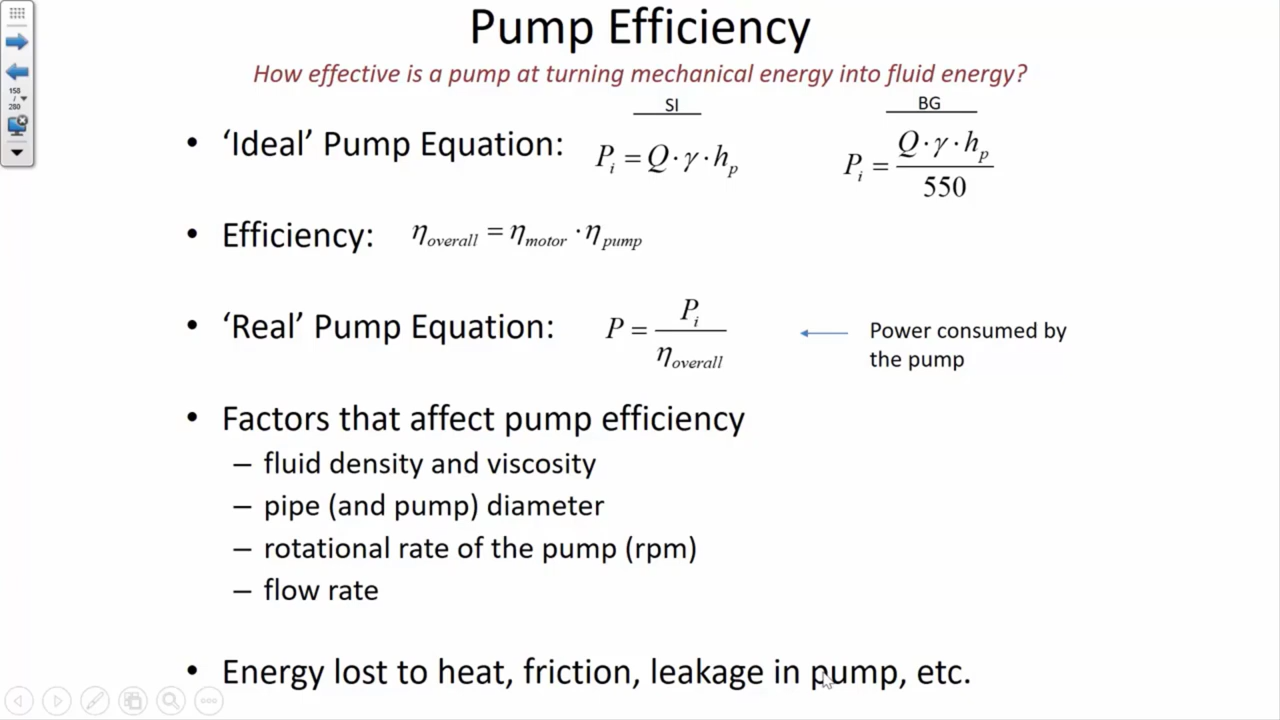 Pump Efficiency
How effective is a pump at turning mechanical energy into fluid energy?
SI
BG
• ‘Ideal’ Pump Equation: P_i = Q · γ · h_p
P_i = Q · γ · h_p / 550
• Efficiency: η_overall = η_motor · η_pump
• ‘Real’ Pump Equation: P = P_i / η_overall
Power consumed by
the pump
• Factors that affect pump efficiency
– fluid density and viscosity
– pipe (and pump) diameter
– rotational rate of the pump (rpm)
– flow rate
• Energy lost to heat, friction, leakage in pump, etc.
158
/
280